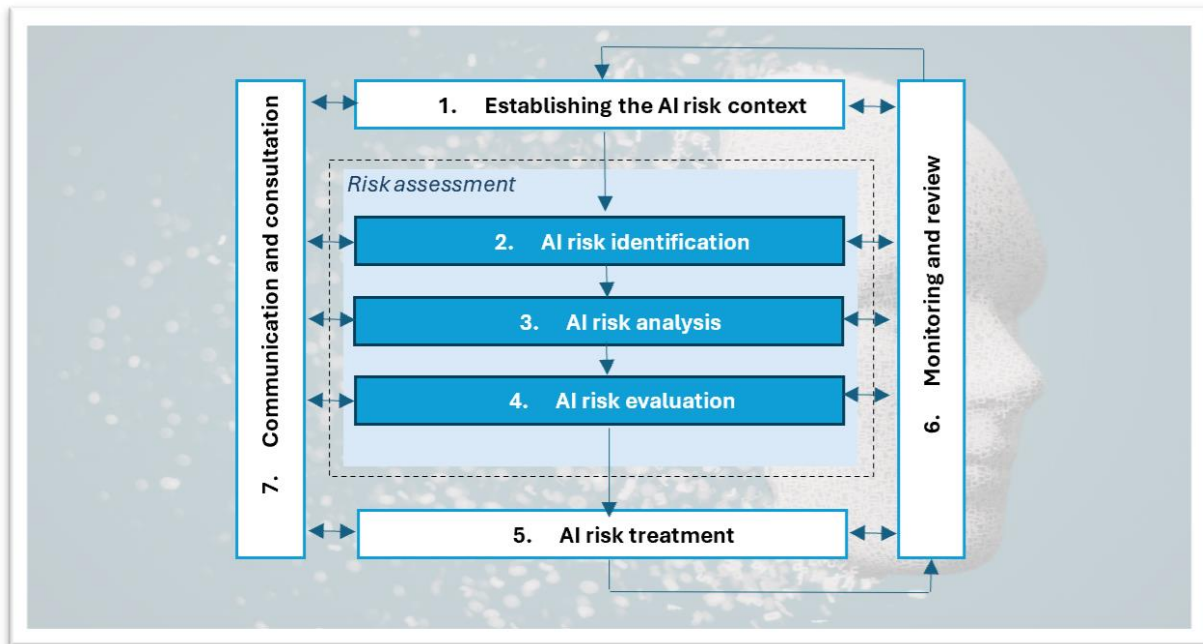 1. Establishing the AI risk context
Risk assessment
2. AI risk identification
3. AI risk analysis
4. AI risk evaluation
5. AI risk treatment
7. Communication and consultation
6. Monitoring and review